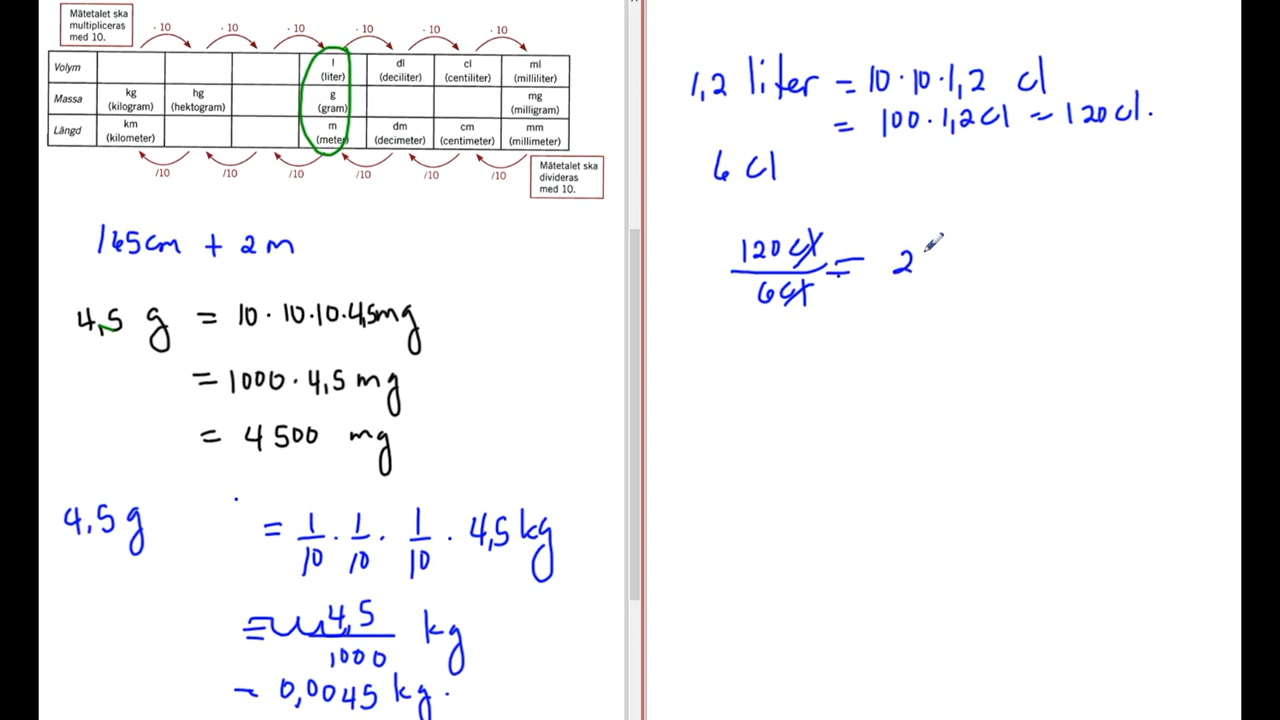 Mätetalet ska
multipliceras
med 10.
· 10 · 10 · 10 · 10 · 10 · 10
Volym l (liter) dl (deciliter) cl (centiliter) ml (milliliter)
Massa kg (kilogram) hg (hektogram) g (gram) mg (milligram)
Längd km (kilometer) m (meter) dm (decimeter) cm (centimeter) mm (millimeter)
/10 /10 /10 /10 /10 /10
Mätetalet ska
divideras
med 10.
165cm + 2m
4,5 g = 10 · 10 · 10 · 4,5mg
= 1000 · 4,5 mg
= 4500 mg
4,5 g = 1/10 · 1/10 · 1/10 · 4,5 kg
= 4,5/1000 kg
= 0,0045 kg.
1,2 liter = 10 · 10 · 1,2 cl
= 100 · 1,2 cl = 120 cl.
6 cl
120 cl/6 cl = 2